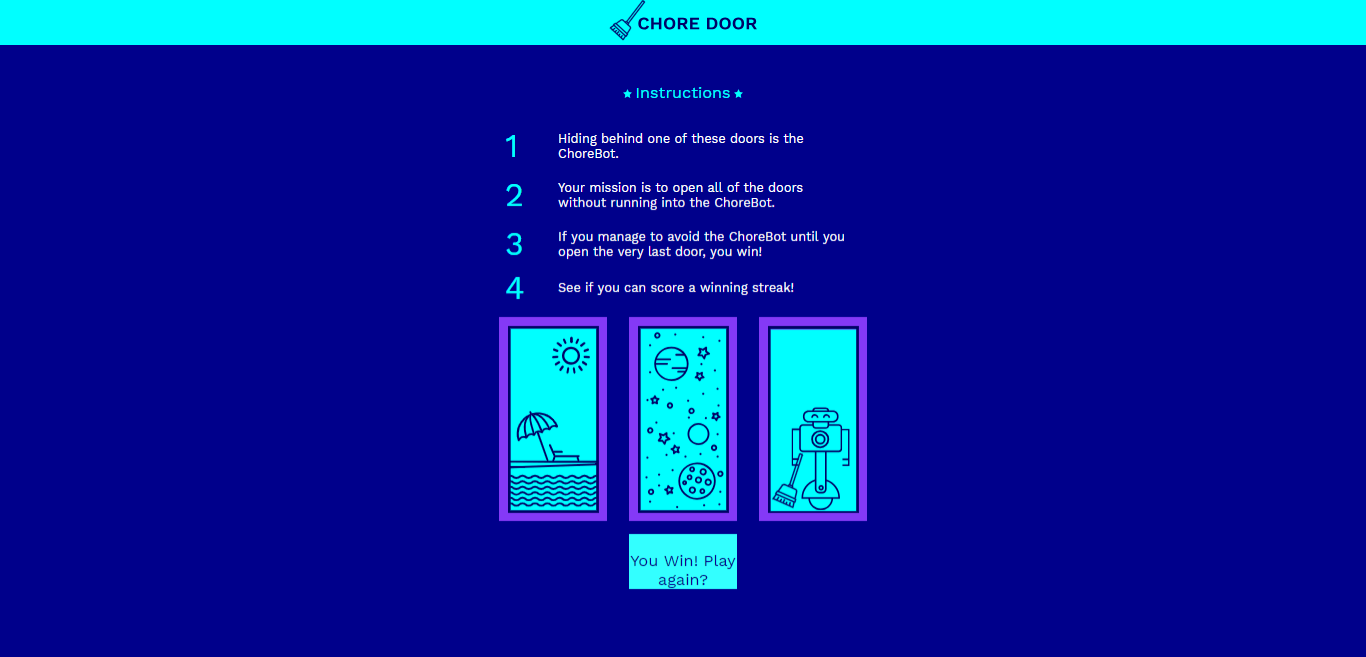 CHORE DOOR
Instructions
1
Hiding behind one of these doors is the
ChoreBot.
2
Your mission is to open all of the doors
without running into the ChoreBot.
3
If you manage to avoid the ChoreBot until you
open the very last door, you win!
4
See if you can score a winning streak!
You Win! Play
again?